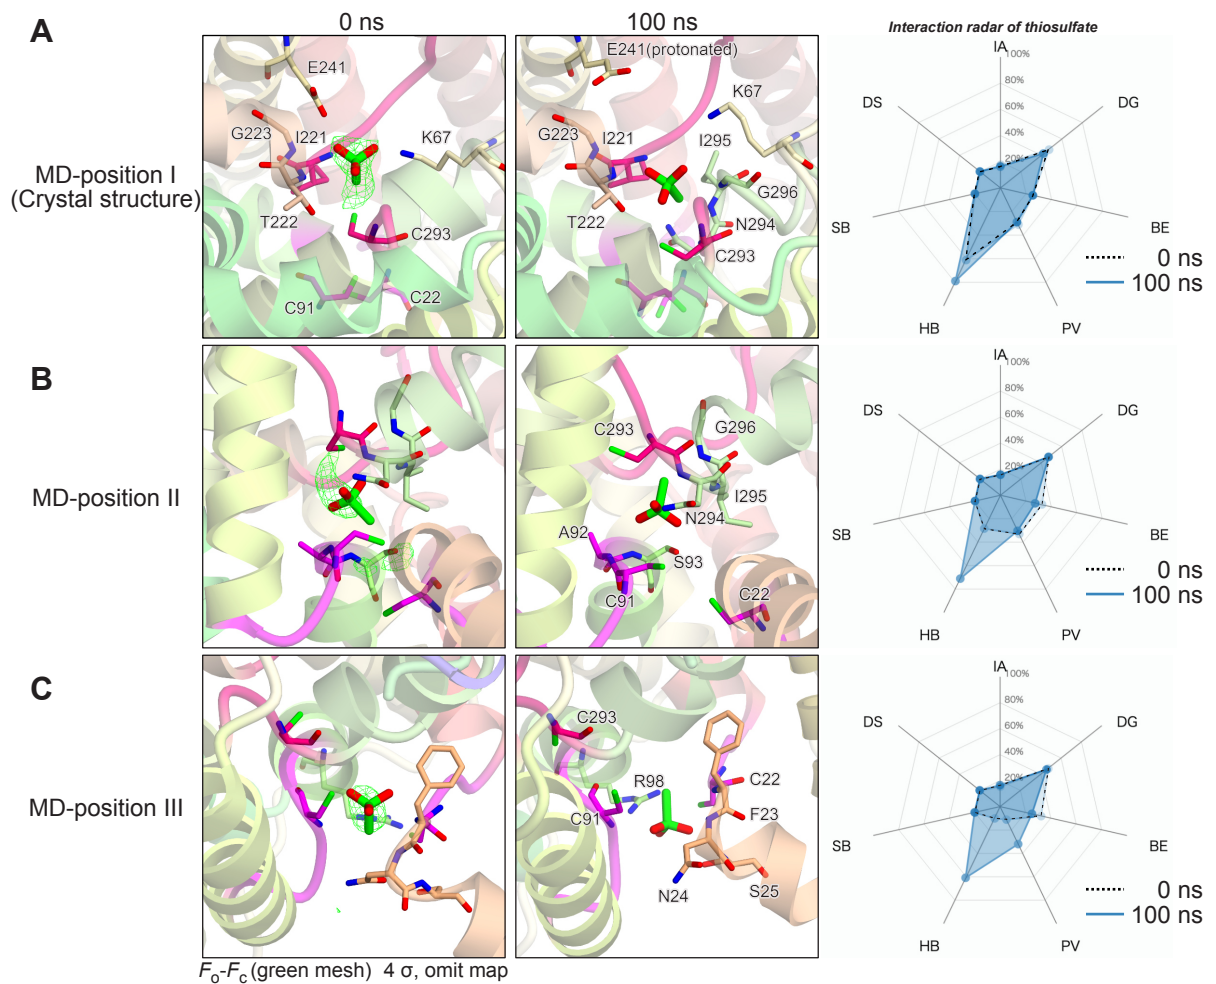 A
0 ns
100 ns
Interaction radar of thiosulfate
MD-position I
(Crystal structure)
E241
G223
I221
K67
T222
C293
C91
C22
E241(protonated)
K67
G223
I221
I295
G296
T222
N294
C293
IA
100%
80%
60%
40%
20%
DS
DG
SB
BE
HB
PV
0 ns
100 ns
B
MD-position II
C293
G296
I295
N294
A92
S93
C91
C22
IA
100%
80%
60%
40%
20%
DS
DG
SB
BE
HB
PV
0 ns
100 ns
C
MD-position III
C293
R98
C22
C91
F23
N24
S25
IA
100%
80%
60%
40%
20%
DS
DG
SB
BE
HB
PV
0 ns
100 ns
Fo-Fc (green mesh) 4 σ, omit map